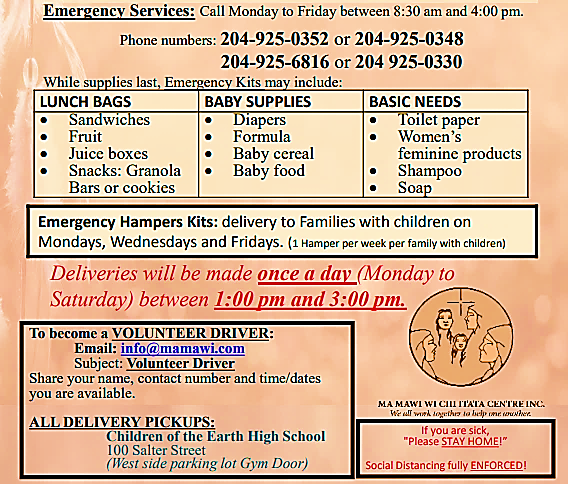 Emergency Services: Call Monday to Friday between 8:30 am and 4:00 pm.
Phone numbers: 204-925-0352 or 204-925-0348
204-925-6816 or 204 925-0330
While supplies last, Emergency Kits may include:
LUNCH BAGS
• Sandwiches
• Fruit
• Juice boxes
• Snacks: Granola
Bars or cookies
BABY SUPPLIES
• Diapers
• Formula
• Baby cereal
• Baby food
BASIC NEEDS
• Toilet paper
• Women's
feminine products
• Shampoo
• Soap
Emergency Hampers Kits: delivery to Families with children on
Mondays, Wednesdays and Fridays. (1 Hamper per week per family with children)
Deliveries will be made once a day (Monday to
Saturday) between 1:00 pm and 3:00 pm.
To become a VOLUNTEER DRIVER:
Email: info@mamawi.com
Subject: Volunteer Driver
Share your name, contact number and time/dates
you are available.
ALL DELIVERY PICKUPS:
Children of the Earth High School
100 Salter Street
(West side parking lot Gym Door)
MA MAWI WI CHI ITATA CENTRE INC.
We all work together to help one another.
If you are sick,
"Please STAY HOME!"
Social Distancing fully ENFORCED!